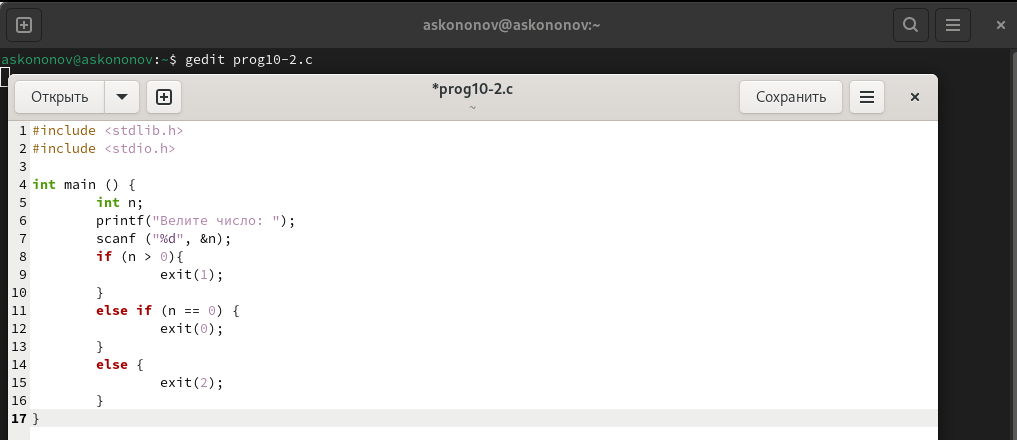 askononov@askononov:~
askononov@askononov:~$ gedit prog10-2.c
Открыть
*prog10-2.c
~
Сохранить
1 #include <stdlib.h>
2 #include <stdio.h>
3
4 int main () {
5 int n;
6 printf("Велите число: ");
7 scanf ("%d", &n);
8 if (n > 0){
9 exit(1);
10 }
11 else if (n == 0) {
12 exit(0);
13 }
14 else {
15 exit(2);
16 }
17 }